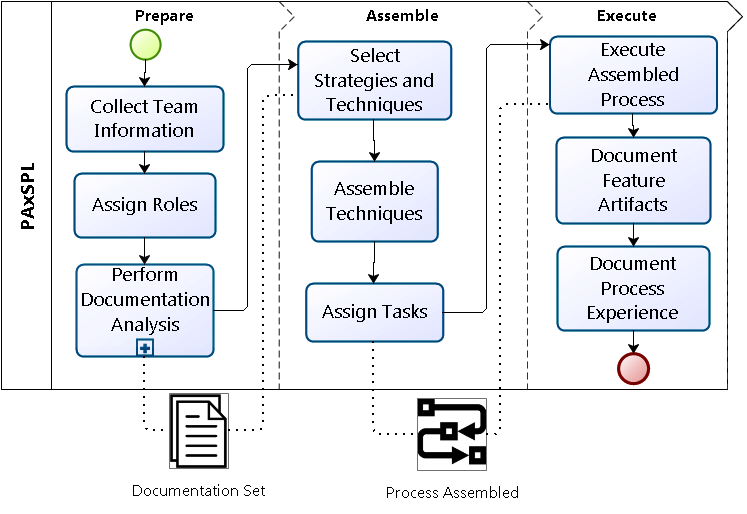 PAxSPL
Prepare
Collect Team
Information
Assign Roles
Perform
Documentation
Analysis
Assemble
Select
Strategies and
Techniques
Assemble
Techniques
Assign Tasks
Execute
Execute
Assembled
Process
Document
Feature
Artifacts
Document
Process
Experience
Documentation Set
Process Assembled